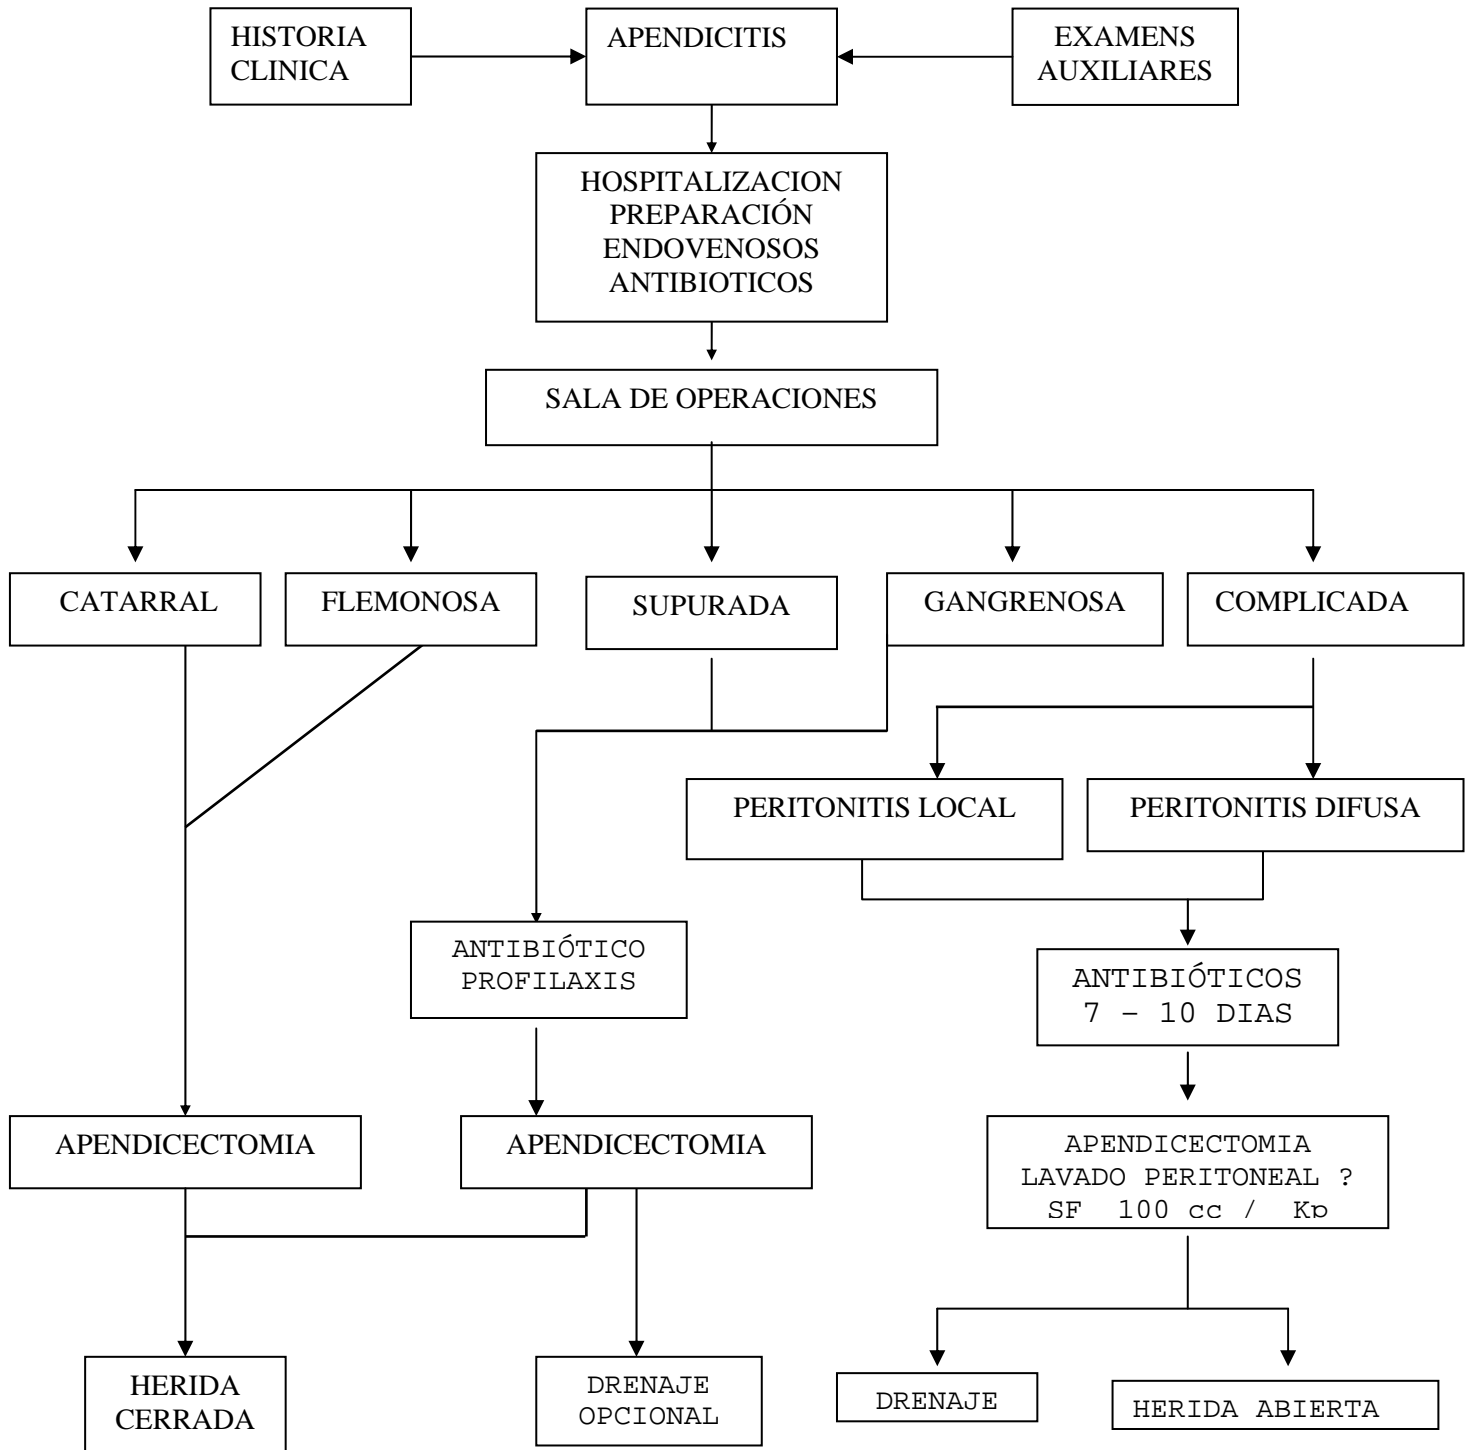 HISTORIA
CLINICA
APENDICITIS
EXAMENS
AUXILIARES
HOSPITALIZACION
PREPARACIÓN
ENDOVENOSOS
ANTIBIOTICOS
SALA DE OPERACIONES
CATARRAL
FLEMONOSA
SUPURADA
GANGRENOSA
COMPLICADA
PERITONITIS LOCAL
PERITONITIS DIFUSA
ANTIBIÓTICO
PROFILAXIS
ANTIBIÓTICOS
7 – 10 DIAS
APENDICECTOMIA
APENDICECTOMIA
APENDICECTOMIA
LAVADO PERITONEAL ?
SF 100 cc / Kp
HERIDA
CERRADA
DRENAJE
OPCIONAL
DRENAJE
HERIDA ABIERTA